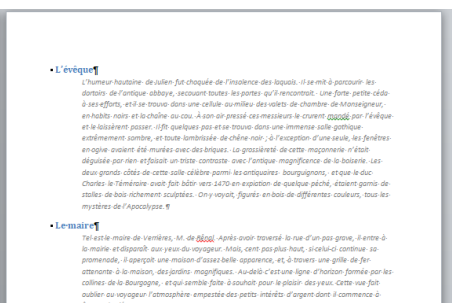 L'évêque¶
L'humeur hautaine de Julien fut choquée de l'insolence des laquais. Il se mit à parcourir les
dortoirs de l'antique abbaye, secouant toutes les portes qu'il rencontrait. Une forte petite céda
à ses efforts, et il se trouva dans une cellule au milieu des valets de chambre de Monseigneur,
en habits noirs et la chaîne au cou. À son air pressé ces messieurs le crurent mandé par l'évêque
et le laissèrent passer. Il fit quelques pas et se trouva dans une immense salle gothique
extrêmement sombre, et toute lambrissée de chêne noir ; à l'exception d'une seule, les fenêtres
en ogive avaient été murées avec des briques. La grossièreté de cette maçonnerie n'était
déguisée par rien et faisait un triste contraste avec l'antique magnificence de la boiserie. Les
deux grands côtés de cette salle célèbre parmi les antiquaires bourguignons, et que le duc
Charles le Téméraire avait fait bâtir vers 1470 en expiation de quelque péché, étaient garnis de
stalles de bois richement sculptées. On y voyait, figurés en bois de différentes couleurs, tous les
mystères de l'Apocalypse.¶
Le maire¶
Tel est le maire de Verrières, M. de Rênal. Après avoir traversé la rue d'un pas grave, il entre à
la mairie et disparaît aux yeux du voyageur. Mais, cent pas plus haut, si celui-ci continue sa
promenade, il aperçoit une maison d'assez belle apparence, et, à travers une grille de fer
attenante à la maison, des jardins magnifiques. Au-delà c'est une ligne d'horizon formée par les
collines de la Bourgogne, et qui semble faite à souhait pour le plaisir des yeux. Cette vue fait
oublier au voyageur l'atmosphère empestée des petits intérêts d'argent dont il commence à